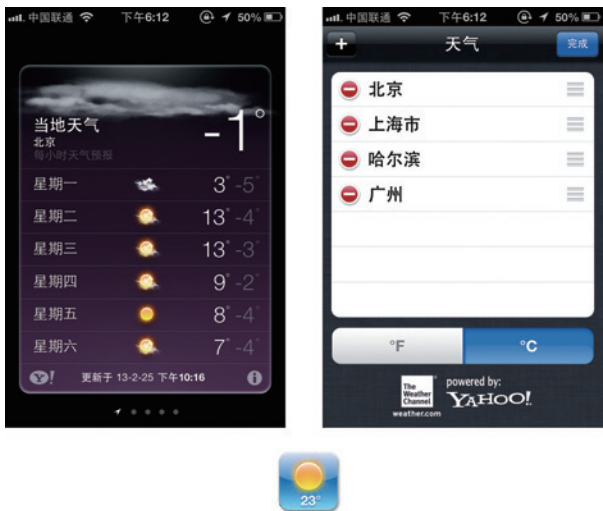 中国联通 下午6:12 50%
当地天气
北京
每小时天气预报
-1°
星期一 3° -5°
星期二 13° -4°
星期三 13° -3°
星期四 9° -2°
星期五 8° -4°
星期六 7° -4°
Y! 更新于 13-2-25 下午10:16 i
中国联通 下午6:12 50%
+ 天气 完成
北京
上海市
哈尔滨
广州
°F °C
The Weather Channel
weather.com
powered by:
YAHOO!
23°